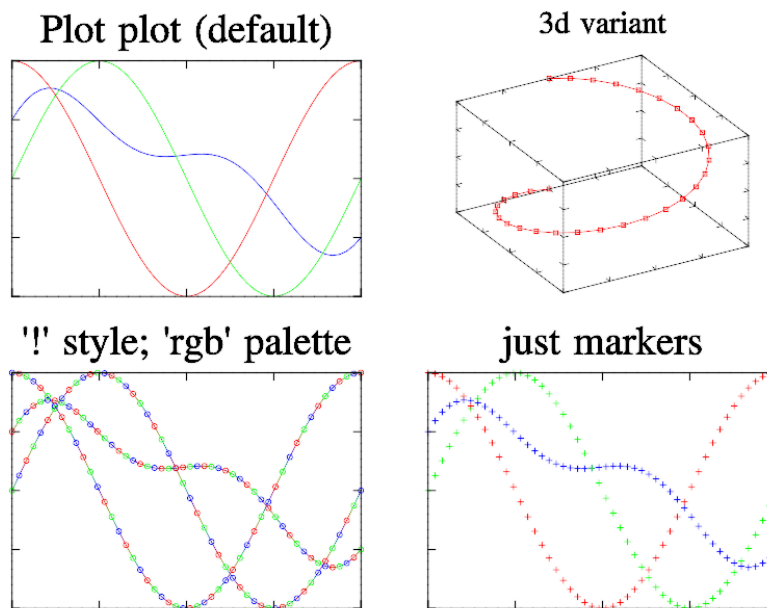 Plot plot (default)
3d variant
'!' style; 'rgb' palette
just markers